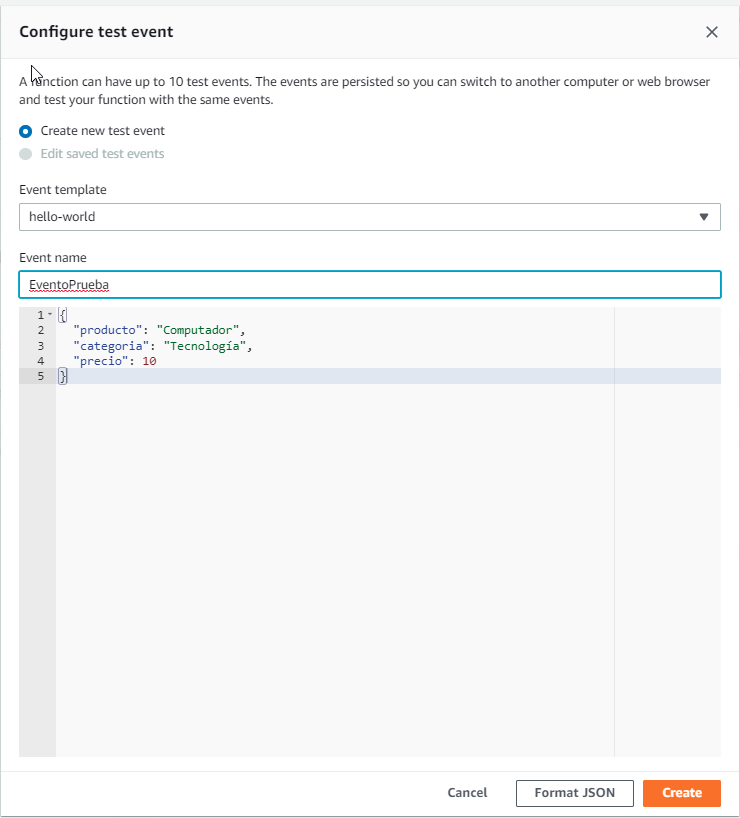 Configure test event
A function can have up to 10 test events. The events are persisted so you can switch to another computer or web browser
and test your function with the same events.
Create new test event
Edit saved test events
Event template
hello-world
Event name
EventoPrueba
1 {
2 "producto": "Computador",
3 "categoria": "Tecnología",
4 "precio": 10
5 }
Cancel Format JSON Create